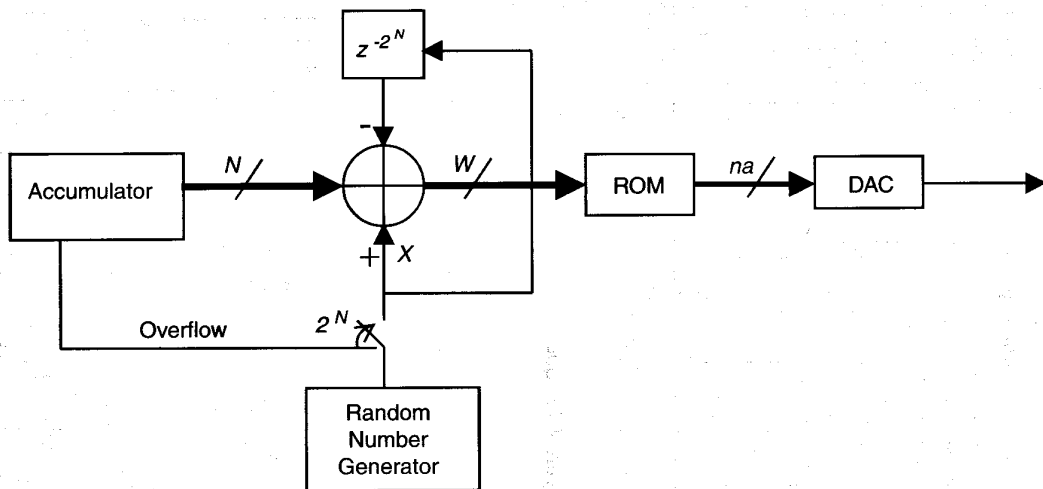 z^{-2^N}
-
N
W
na
Accumulator
ROM
DAC
+ X
2^N
Overflow
Random
Number
Generator